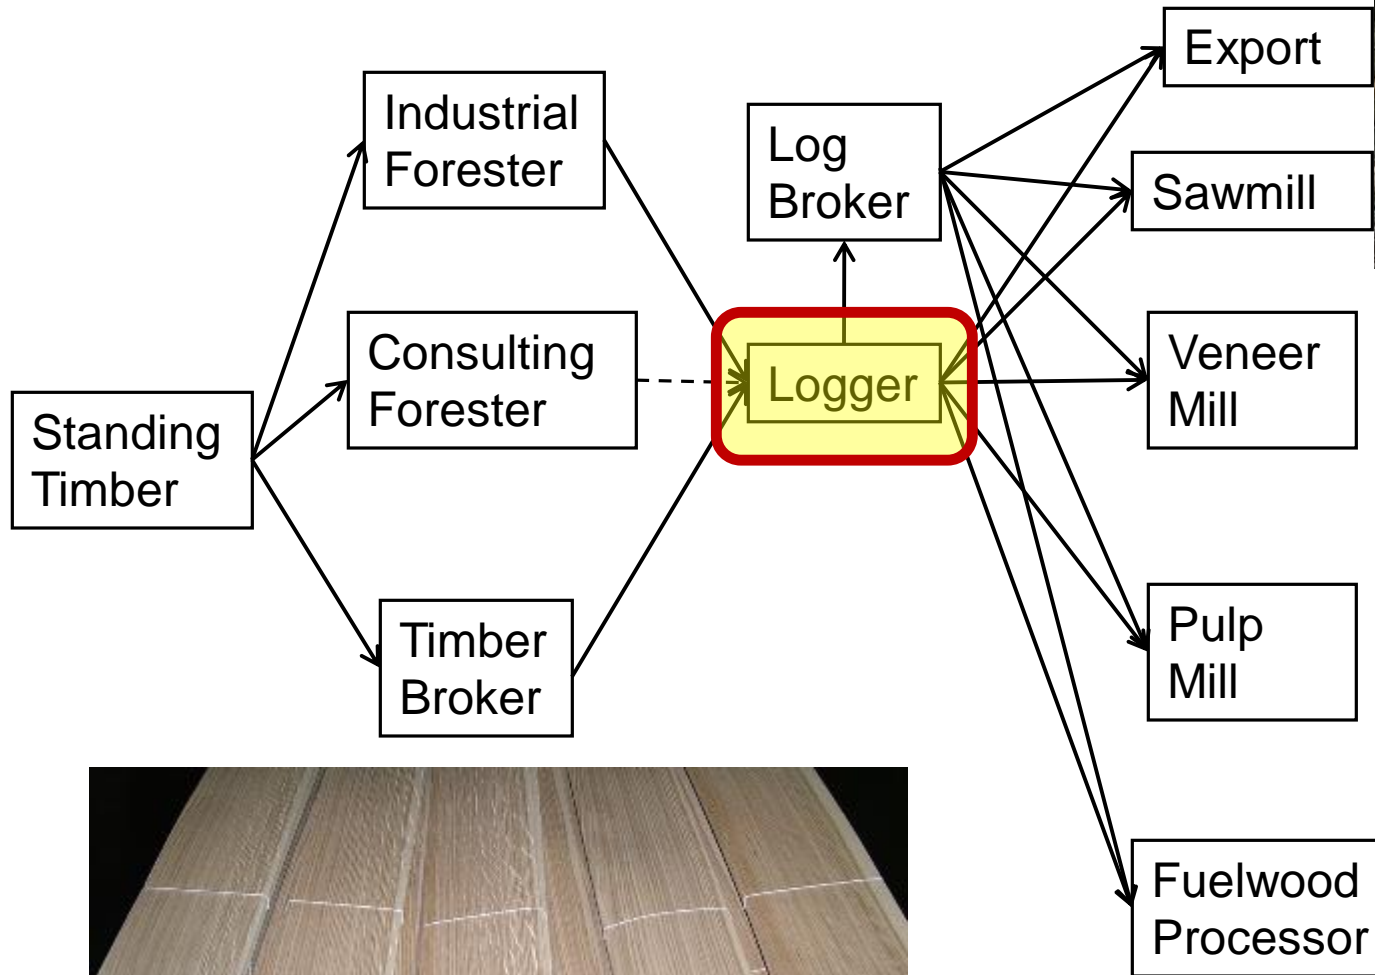 Export
Industrial
Forester
Log
Broker
Sawmill
Consulting
Forester
Logger
Veneer
Mill
Standing
Timber
Timber
Broker
Pulp
Mill
Fuelwood
Processor